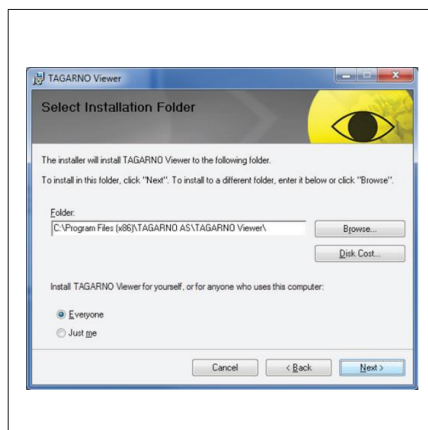 TAGARNO Viewer
Select Installation Folder
The installer will install TAGARNO Viewer to the following folder.
To install in this folder, click "Next". To install to a different folder, enter it below or click "Browse".
Folder:
C:\Program Files (x86)\TAGARNO AS\TAGARNO Viewer\
Browse...
Disk Cost...
Install TAGARNO Viewer for yourself, or for anyone who uses this computer:
Everyone
Just me
Cancel
< Back
Next >